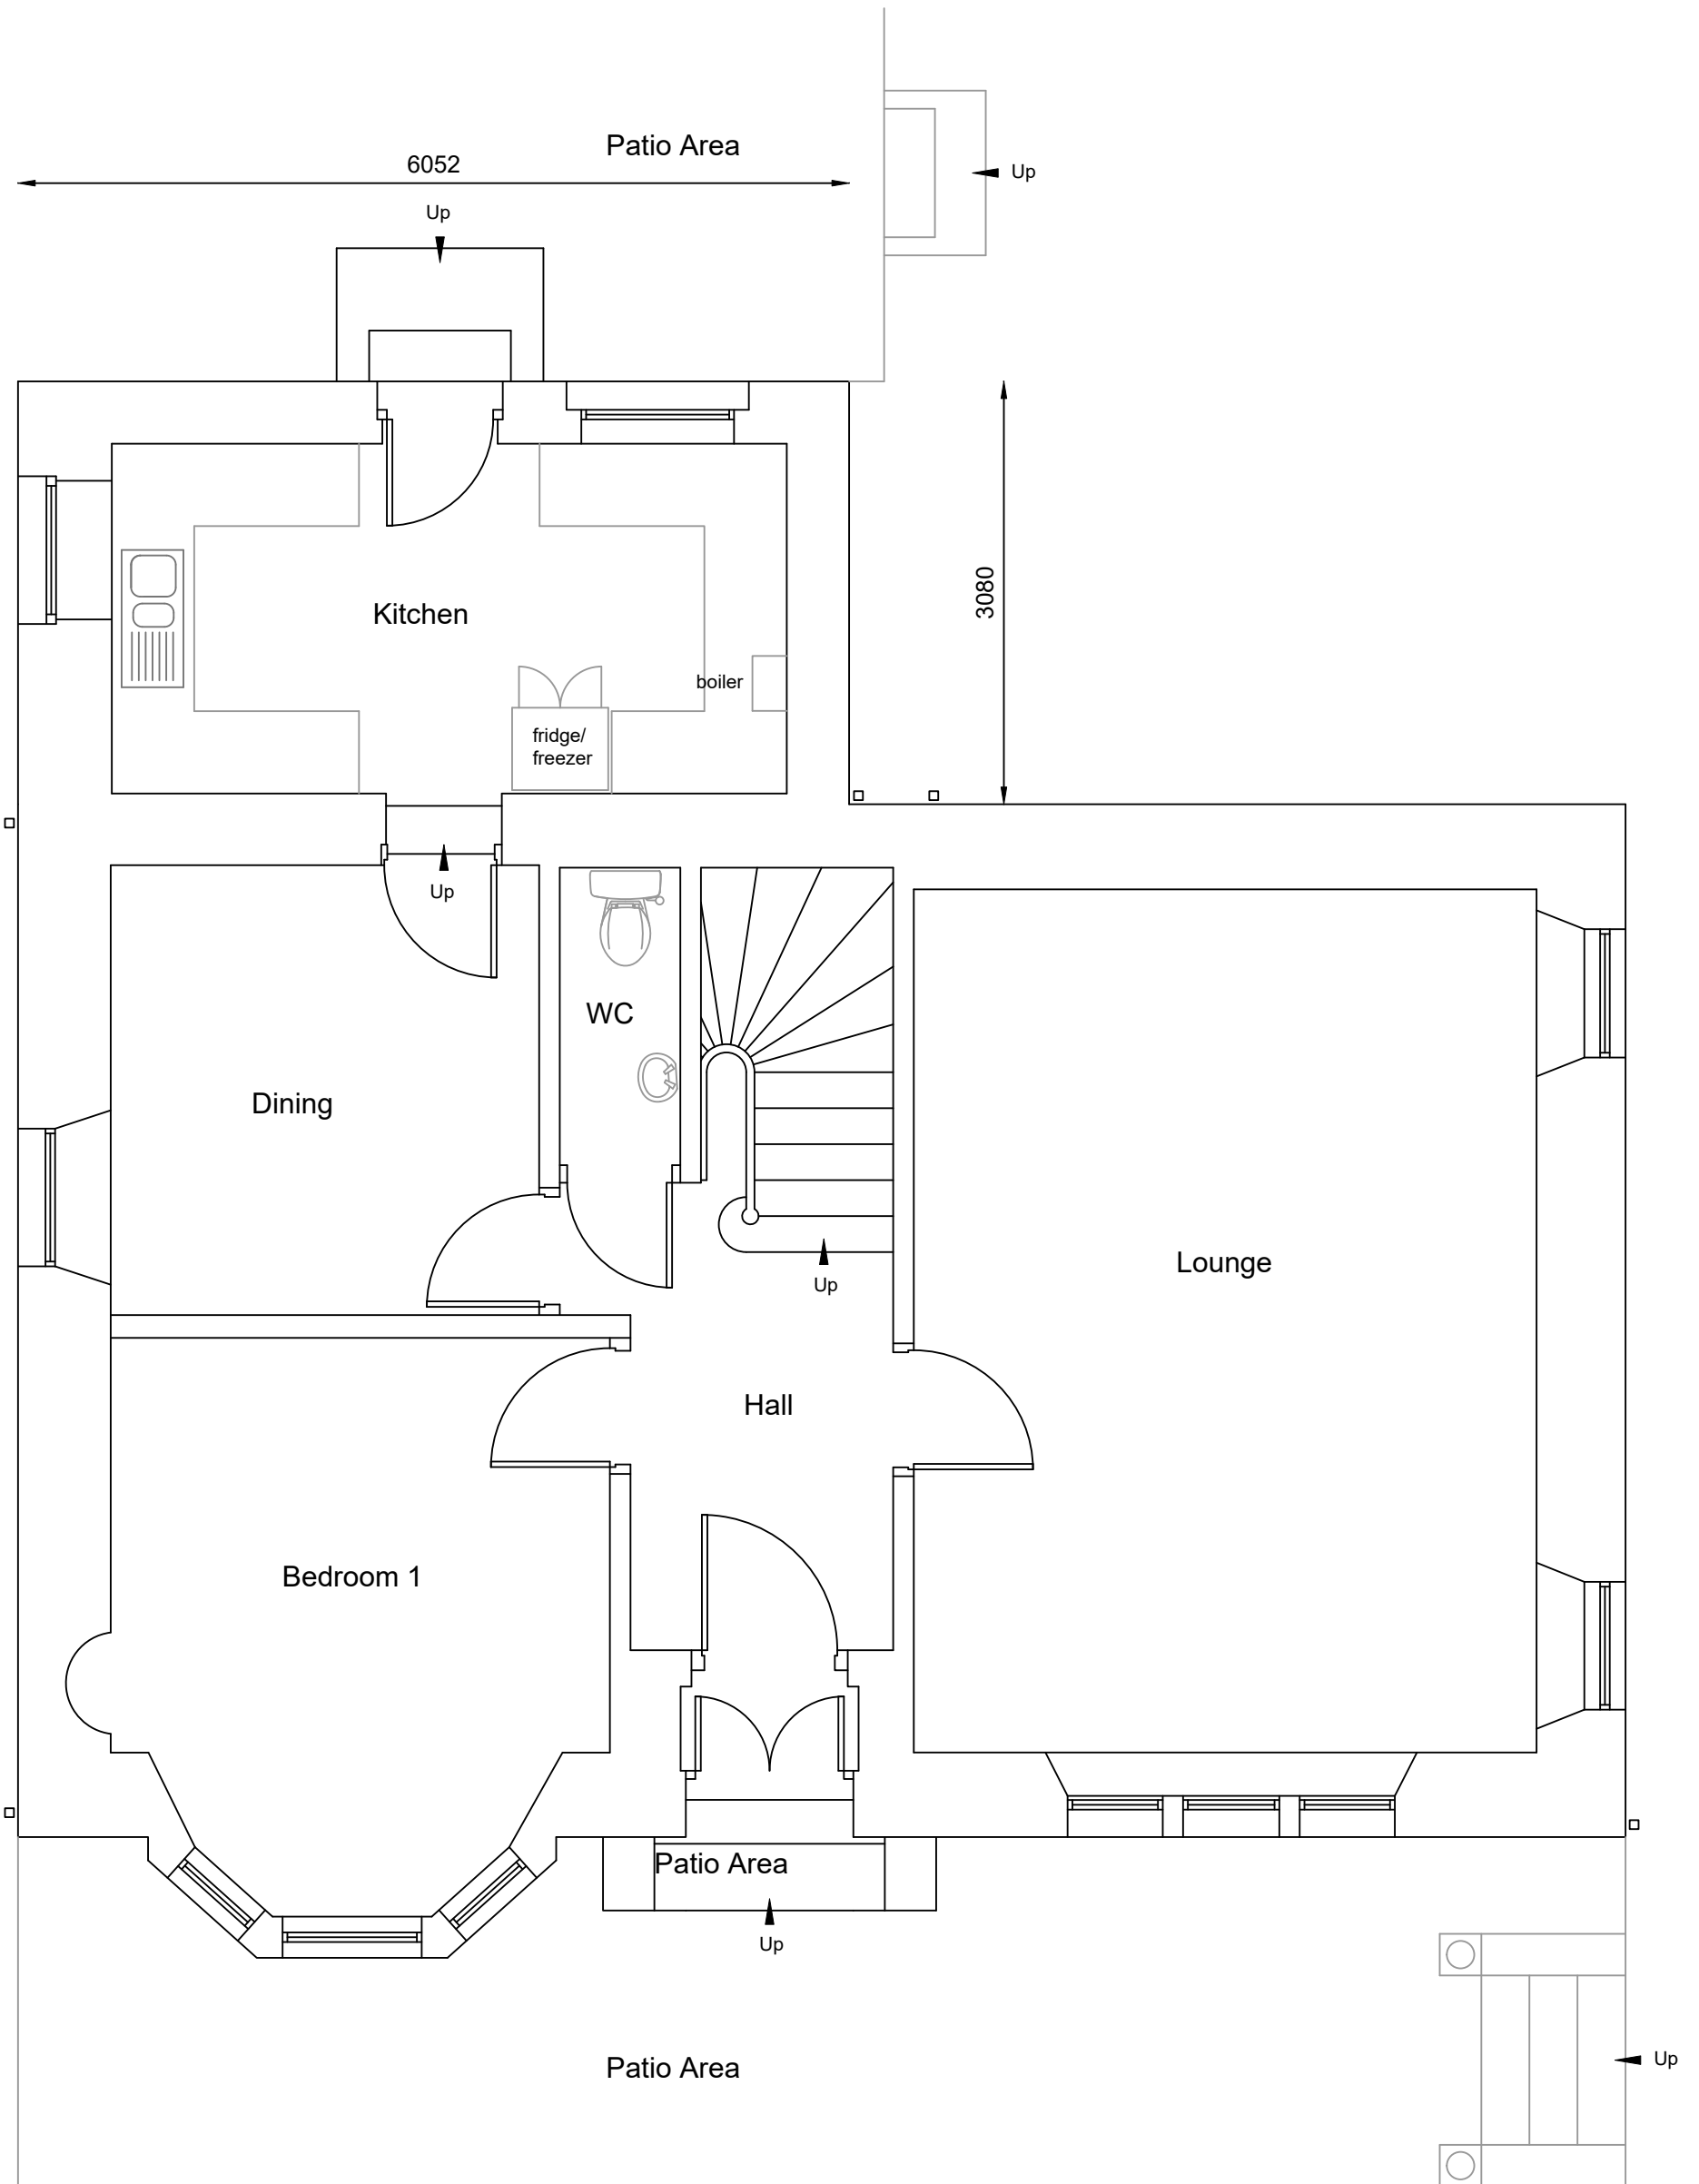 Patio Area
6052
Up
Up
Kitchen
3080
boiler
fridge/
freezer
Up
WC
Dining
Lounge
Up
Hall
Bedroom 1
Patio Area
Up
Patio Area
Up